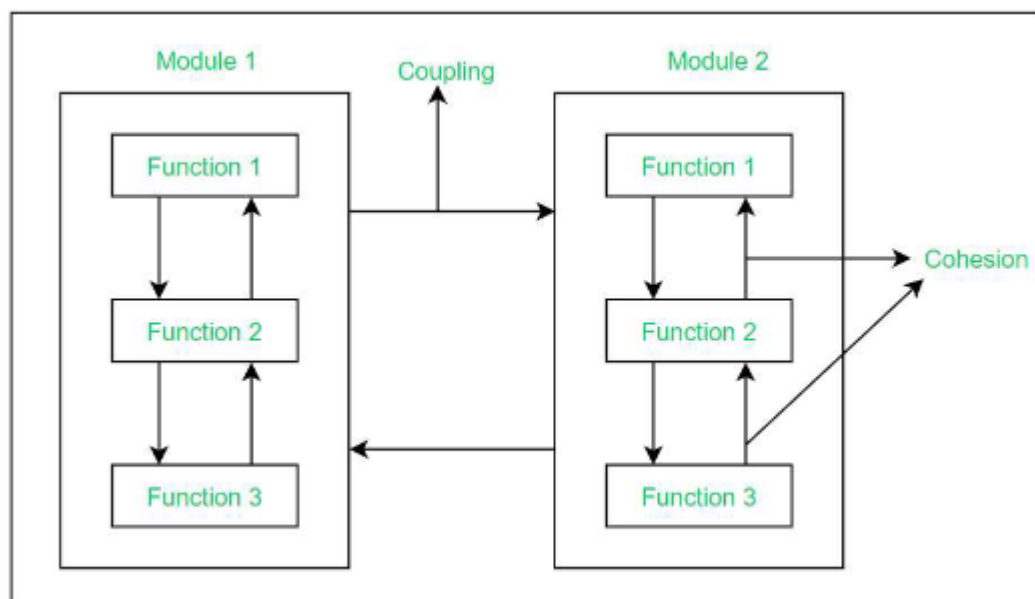 Module 1
Coupling
Module 2
Function 1
Function 1
Cohesion
Function 2
Function 2
Function 3
Function 3